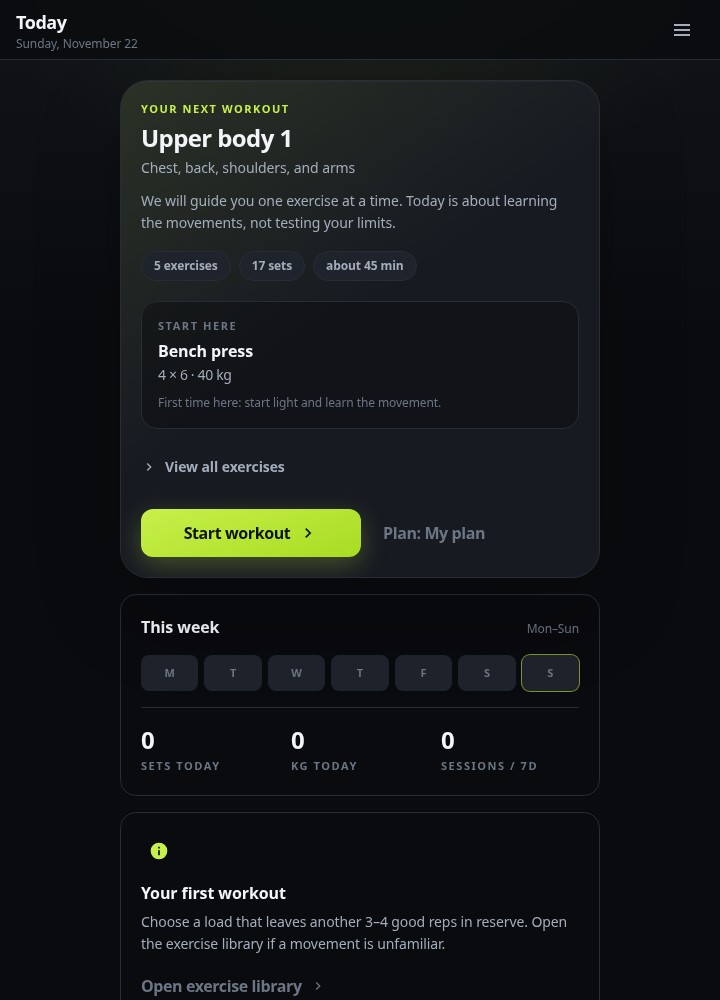 Today
Sunday, November 22
YOUR NEXT WORKOUT
Upper body 1
Chest, back, shoulders, and arms
We will guide you one exercise at a time. Today is about learning
the movements, not testing your limits.
5 exercises 17 sets about 45 min
START HERE
Bench press
4 × 6 · 40 kg
First time here: start light and learn the movement.
View all exercises
Start workout Plan: My plan
This week Mon–Sun
M T W T F S S
0 0 0
SETS TODAY KG TODAY SESSIONS / 7D
Your first workout
Choose a load that leaves another 3–4 good reps in reserve. Open
the exercise library if a movement is unfamiliar.
Open exercise library